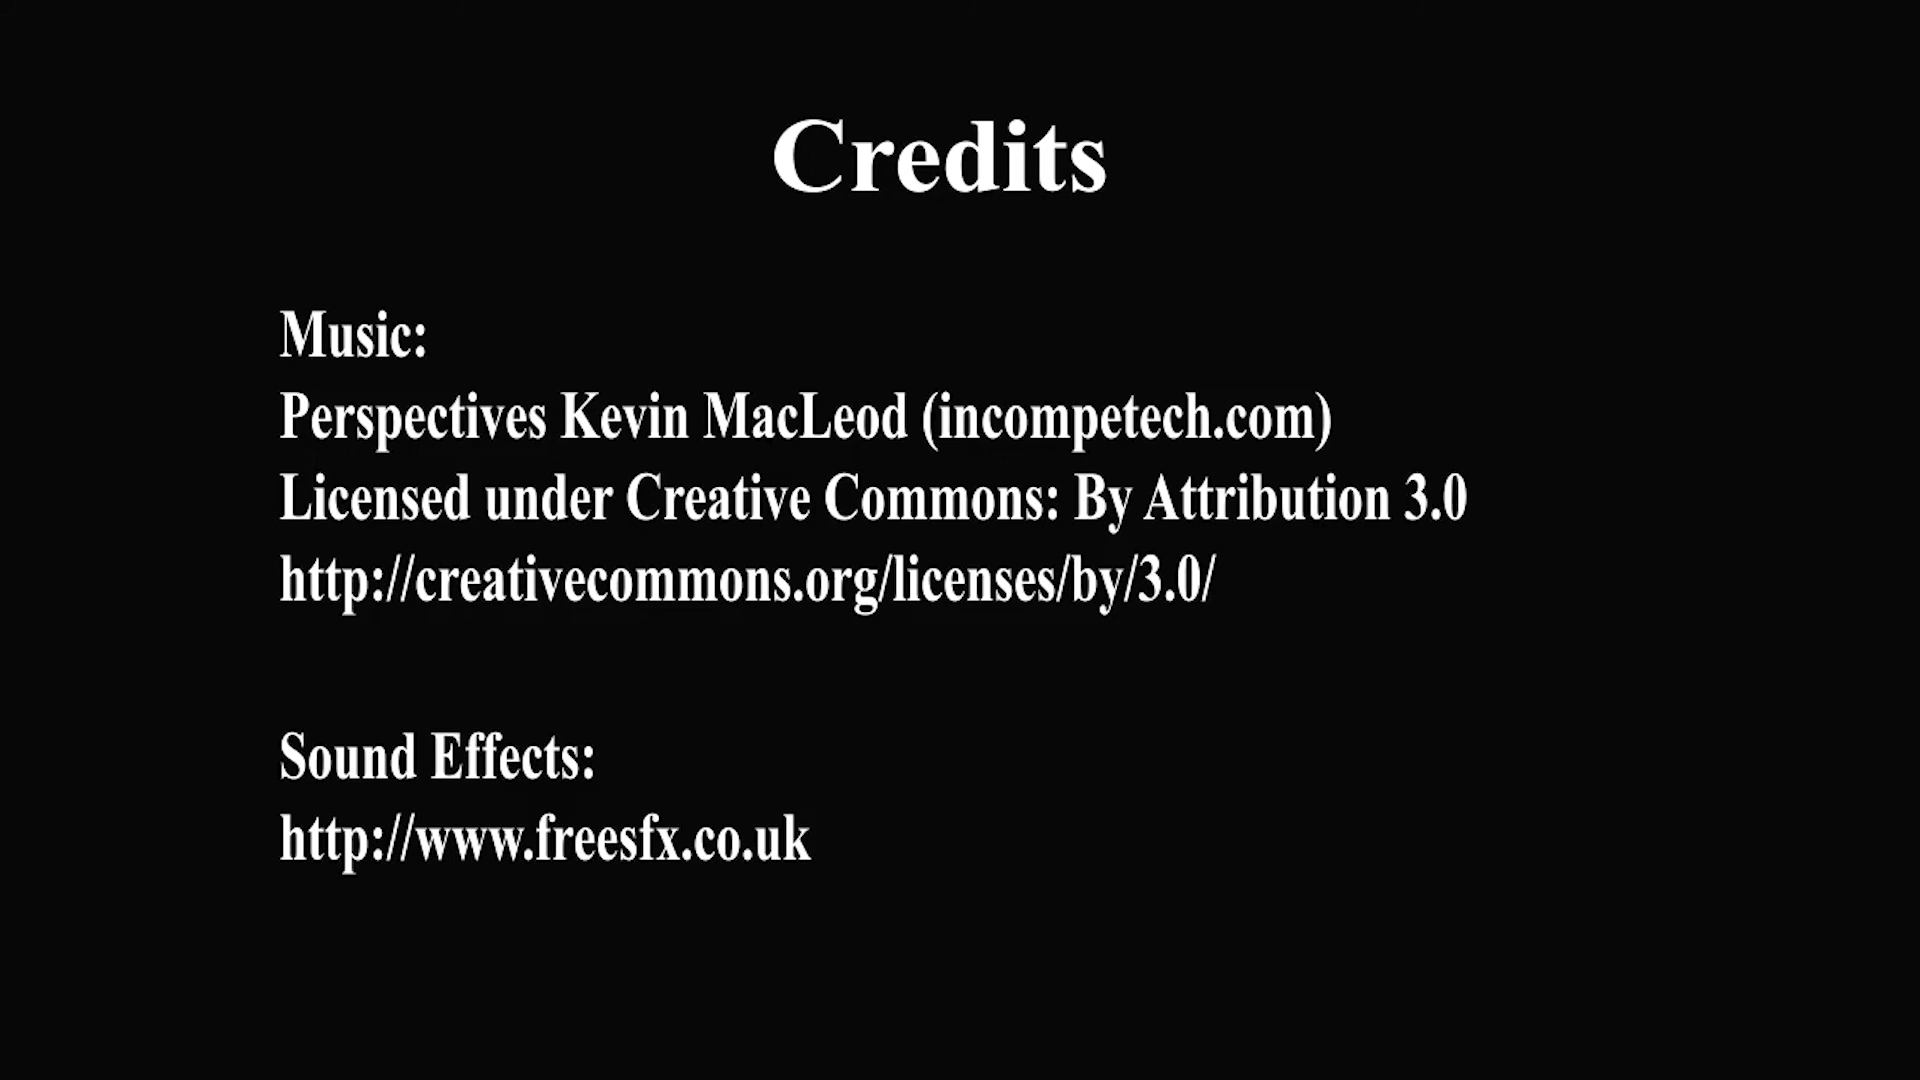 Credits
Music:
Perspectives Kevin MacLeod (incompetech.com)
Licensed under Creative Commons: By Attribution 3.0
http://creativecommons.org/licenses/by/3.0/
Sound Effects:
http://www.freesfx.co.uk